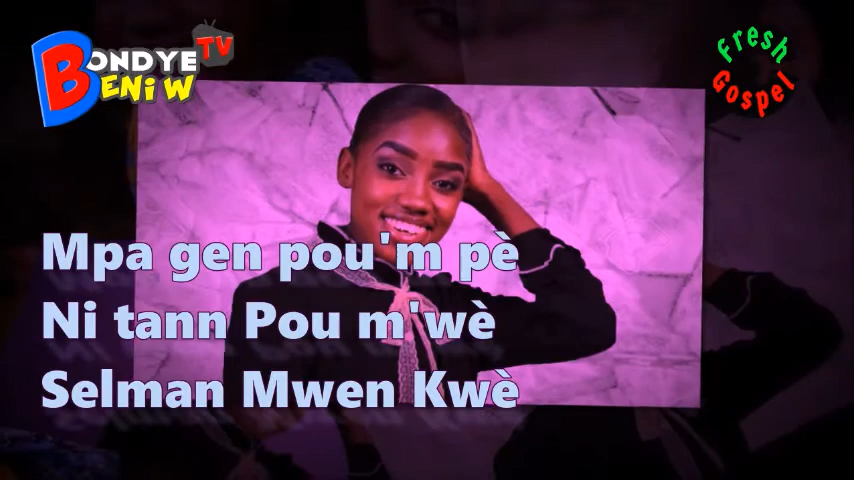 BONDYE TV
BENi W
Fresh
Gospel
Mpa gen pou'm pè
Ni tann Pou m'wè
Selman Mwen Kwè